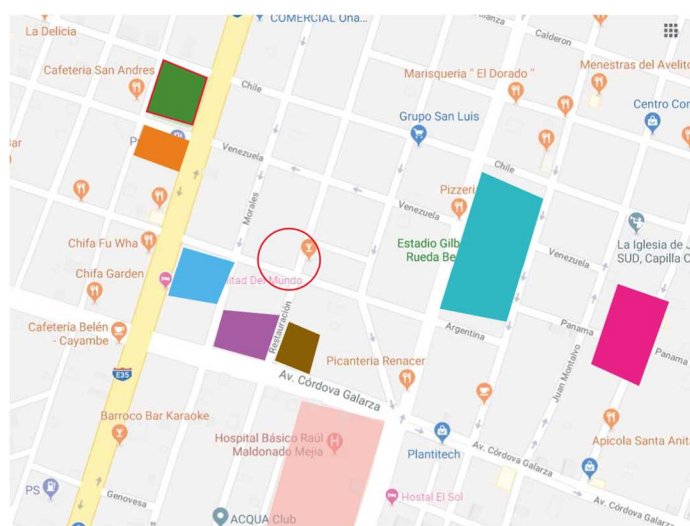 COMERCIAL Ona...
La Delicia
Calderon
Cafeteria San Andres
Chile
Marisqueria " El Dorado "
Menestras del Avelito
Centro Com
Grupo San Luis
Venezuela
Chile
Morales
Pizzeri
Venezuela
Chifa Fu Wha
Estadio Gilb
Rueda Be
Venezuela
La Iglesia de J
SUD, Capilla C
Chifa Garden
itad Del Mundo
Restauración
Argentina
Panama
Panama
Cafetería Belén
- Cayambe
Juan Montalvo
Picanteria Renacer
E35
Av. Córdova Galarza
Barroco Bar Karaoke
Hospital Básico Raúl
Maldonado Mejia
H
Plantitech
Av. Córdova Galarza
Apicola Santa Anit
PS
Genovesa
Hostal El Sol
ACQUA Club
Av. Córdova Galarza